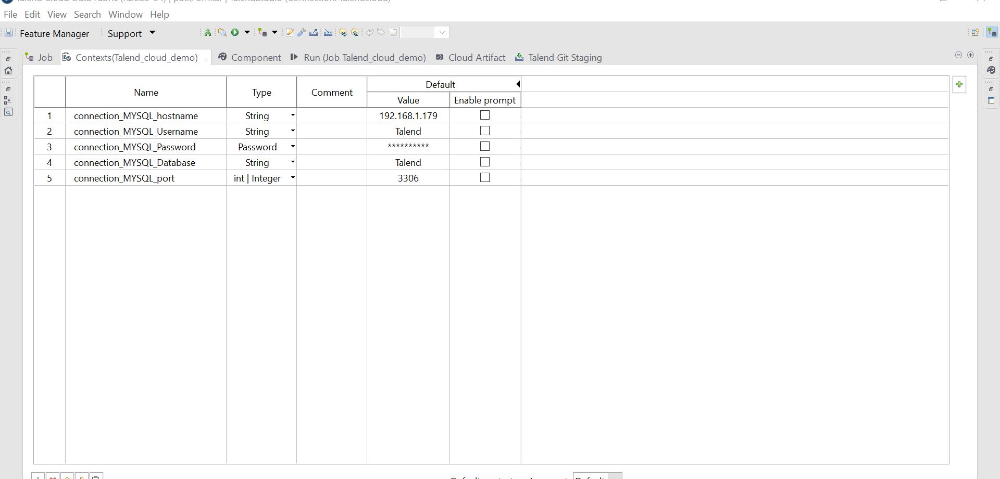 File Edit View Search Window Help
Feature Manager Support
Job Contexts(Talend_cloud_demo) Component Run (Job Talend_cloud_demo) Cloud Artifact Talend Git Staging
Name Type Comment Default
Value Enable prompt
1 connection_MYSQL_hostname String 192.168.1.179
2 connection_MYSQL_Username String Talend
3 connection_MYSQL_Password Password **********
4 connection_MYSQL_Database String Talend
5 connection_MYSQL_port int | Integer 3306